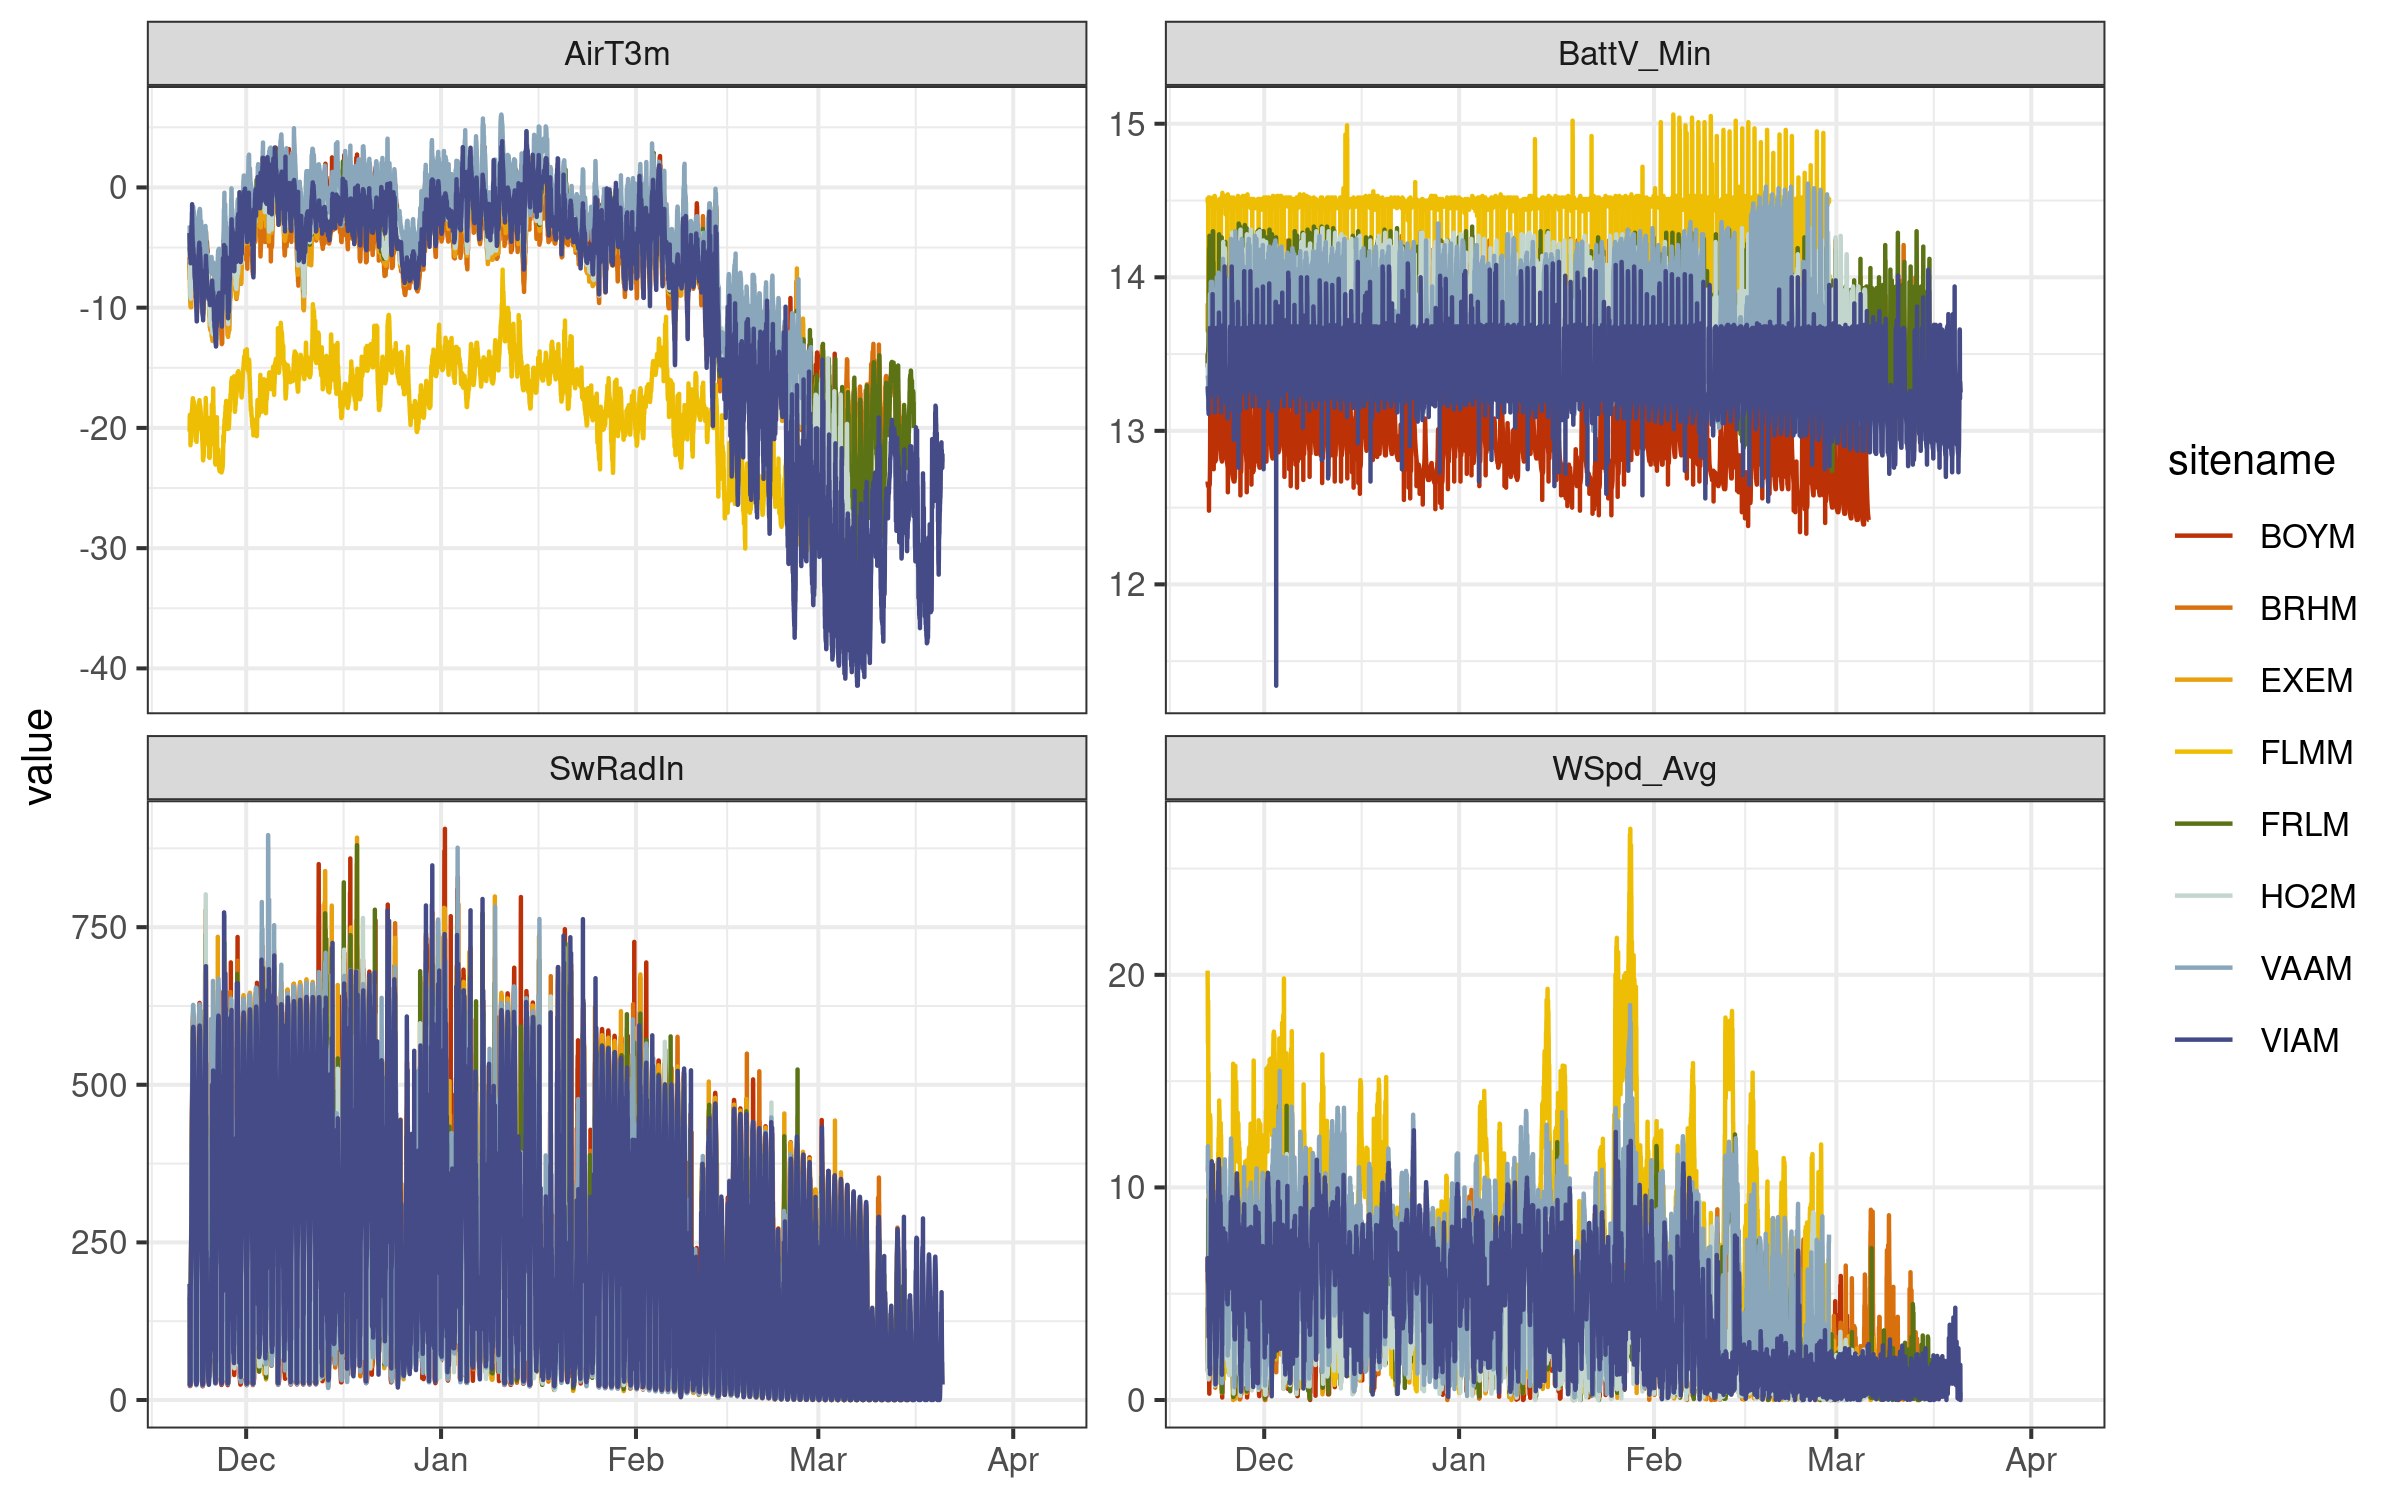 AirT3m
BattV_Min
0
-10
-20
-30
-40
15
14
13
12
value
SwRadIn
WSpd_Avg
750
500
250
0
20
10
0
Dec Jan Feb Mar Apr
Dec Jan Feb Mar Apr
sitename
BOYM
BRHM
EXEM
FLMM
FRLM
HO2M
VAAM
VIAM